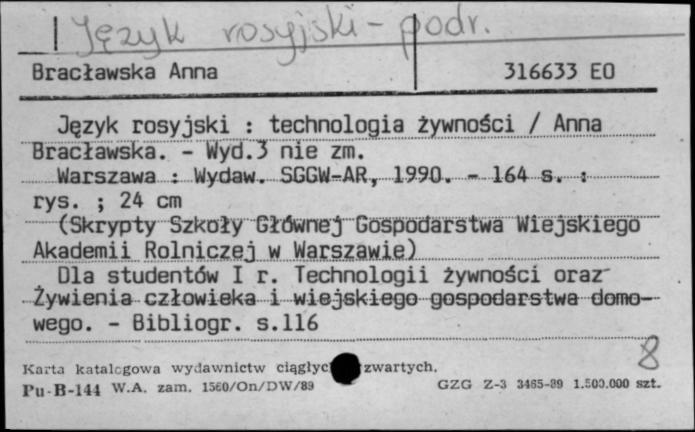 Język rosyjski - podr.
Bracławska Anna 316633 EO
Język rosyjski : technologia żywności / Anna
Bracławska. - Wyd.3 nie zm.
Warszawa : Wydaw. SGGW-AR, 1990. - 164 s. :
rys. ; 24 cm
(Skrypty Szkoły Głównej Gospodarstwa Wiejskiego
Akademii Rolniczej w Warszawie)
Dla studentów I r. Technologii żywności oraz
Żywienia człowieka i wiejskiego gospodarstwa domo-
wego. - Bibliogr. s.116
8
Karta katalogowa wydawnictw ciągłyc zwartych.
Pu-B-144 W.A. zam. 1560/On/DW/89 GZG Z-3 3465-89 1.500.000 szt.